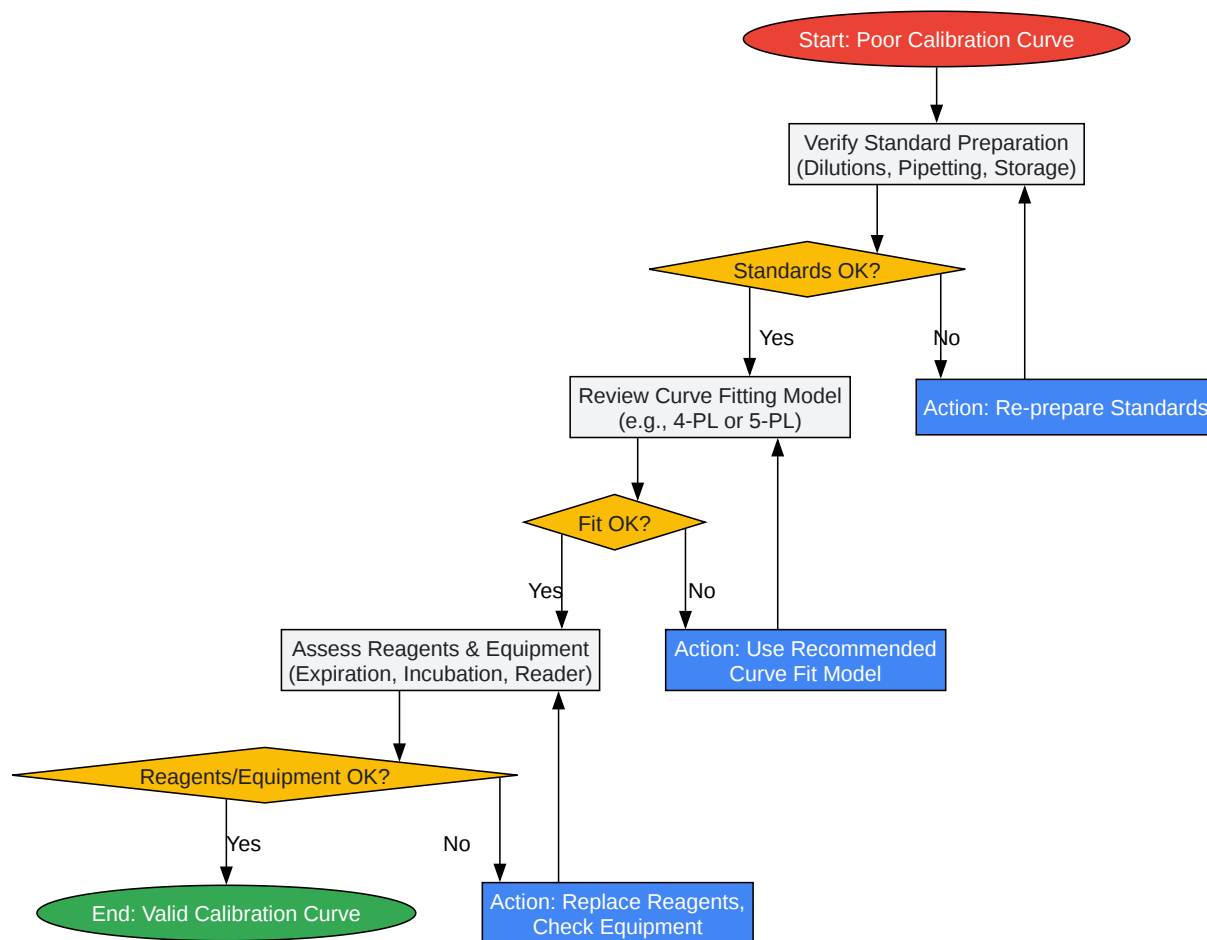 Start: Poor Calibration Curve
Verify Standard Preparation
(Dilutions, Pipetting, Storage)
Standards OK?
Yes
No
Review Curve Fitting Model
(e.g., 4-PL or 5-PL)
Action: Re-prepare Standards
Fit OK?
Yes
No
Assess Reagents & Equipment
(Expiration, Incubation, Reader)
Action: Use Recommended
Curve Fit Model
Reagents/Equipment OK?
Yes
No
End: Valid Calibration Curve
Action: Replace Reagents,
Check Equipment